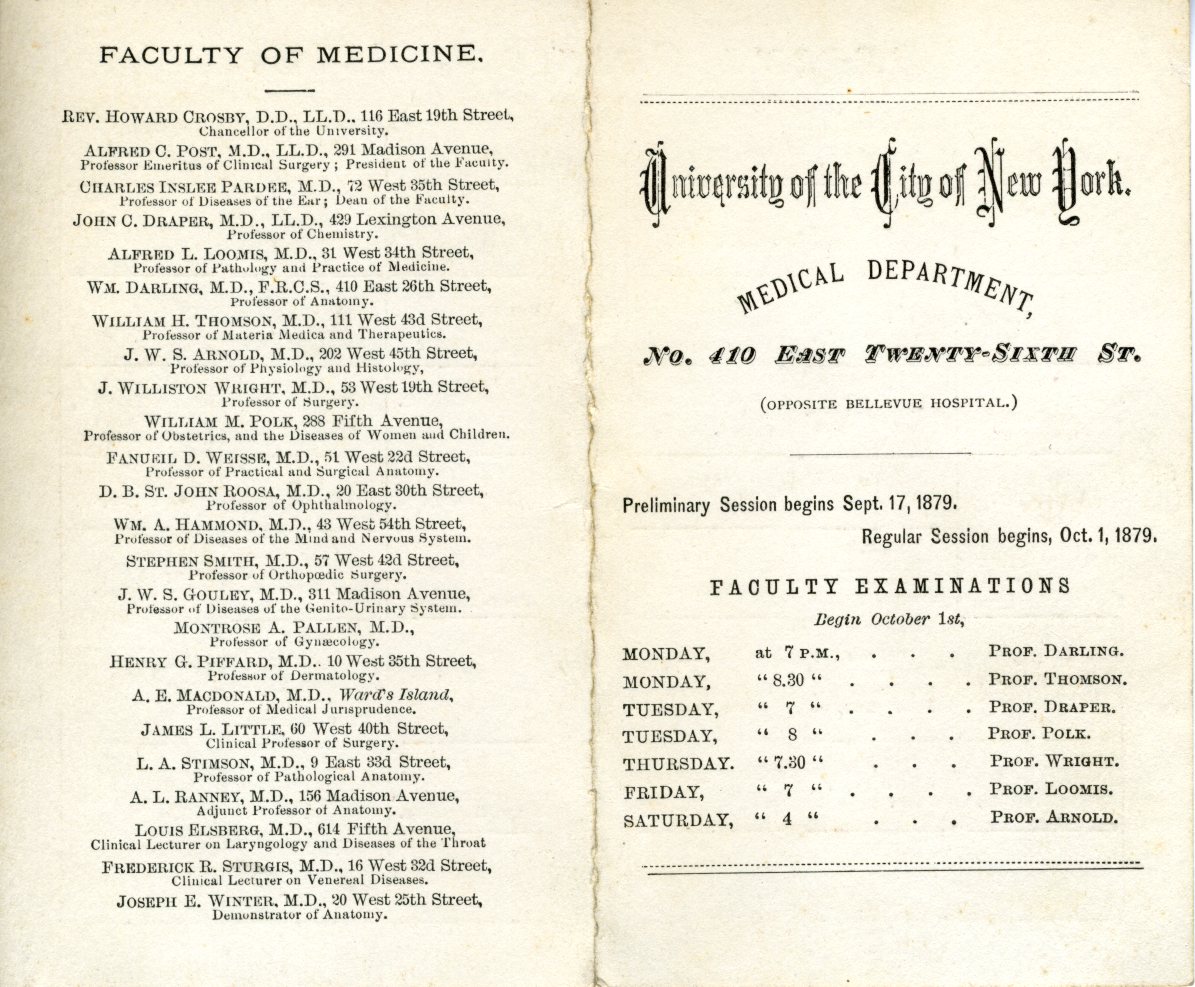 FACULTY OF MEDICINE.
REV. HOWARD CROSBY, D.D., LL.D., 116 East 19th Street,
Chancellor of the University.
ALFRED C. POST, M.D., LL.D., 291 Madison Avenue,
Professor Emeritus of Clinical Surgery; President of the Faculty.
CHARLES INSLEE PARDEE, M.D., 72 West 35th Street,
Professor of Diseases of the Ear; Dean of the Faculty.
JOHN C. DRAPER, M.D., LL.D., 429 Lexington Avenue,
Professor of Chemistry.
ALFRED L. LOOMIS, M.D., 31 West 34th Street,
Professor of Pathology and Practice of Medicine.
WM. DARLING, M.D., F.R.C.S., 410 East 26th Street,
Professor of Anatomy.
WILLIAM H. THOMSON, M.D., 111 West 43d Street,
Professor of Materia Medica and Therapeutics.
J. W. S. ARNOLD, M.D., 202 West 45th Street,
Professor of Physiology and Histology,
J. WILLISTON WRIGHT, M.D., 53 West 19th Street,
Professor of Surgery.
WILLIAM M. POLK, 288 Fifth Avenue,
Professor of Obstetrics, and the Diseases of Women and Children.
FANUEIL D. WEISSE, M.D., 51 West 22d Street,
Professor of Practical and Surgical Anatomy.
D. B. ST. JOHN ROOSA, M.D., 20 East 30th Street,
Professor of Ophthalmology.
WM. A. HAMMOND, M.D., 43 West 54th Street,
Professor of Diseases of the Mind and Nervous System.
STEPHEN SMITH, M.D., 57 West 42d Street,
Professor of Orthopœdic Surgery.
J. W. S. GOULEY, M.D., 311 Madison Avenue,
Professor of Diseases of the Genito-Urinary System.
MONTROSE A. PALLEN, M.D.,
Professor of Gynæcology.
HENRY G. PIFFARD, M.D.. 10 West 35th Street,
Professor of Dermatology.
A. E. MACDONALD, M.D., Ward's Island,
Professor of Medical Jurisprudence.
JAMES L. LITTLE, 60 West 40th Street,
Clinical Professor of Surgery.
L. A. STIMSON, M.D., 9 East 33d Street,
Professor of Pathological Anatomy.
A. L. RANNEY, M.D., 156 Madison Avenue,
Adjunct Professor of Anatomy.
LOUIS ELSBERG, M.D., 614 Fifth Avenue,
Clinical Lecturer on Laryngology and Diseases of the Throat
FREDERICK R. STURGIS, M.D., 16 West 32d Street,
Clinical Lecturer on Venereal Diseases.
JOSEPH E. WINTER, M.D., 20 West 25th Street,
Demonstrator of Anatomy.
University of the City of New York.
MEDICAL DEPARTMENT,
NO. 410 EAST TWENTY-SIXTH ST.
(OPPOSITE BELLEVUE HOSPITAL.)
Preliminary Session begins Sept. 17, 1879.
Regular Session begins, Oct. 1, 1879.
FACULTY EXAMINATIONS
Begin October 1st,
MONDAY, at 7 P.M., . . . PROF. DARLING.
MONDAY, " 8.30 " . . . . PROF. THOMSON.
TUESDAY, " 7 " . . . . PROF. DRAPER.
TUESDAY, " 8 " . . . PROF. POLK.
THURSDAY. " 7.30 " . . . PROF. WRIGHT.
FRIDAY, " 7 " . . . . PROF. LOOMIS.
SATURDAY, " 4 " . . . PROF. ARNOLD.